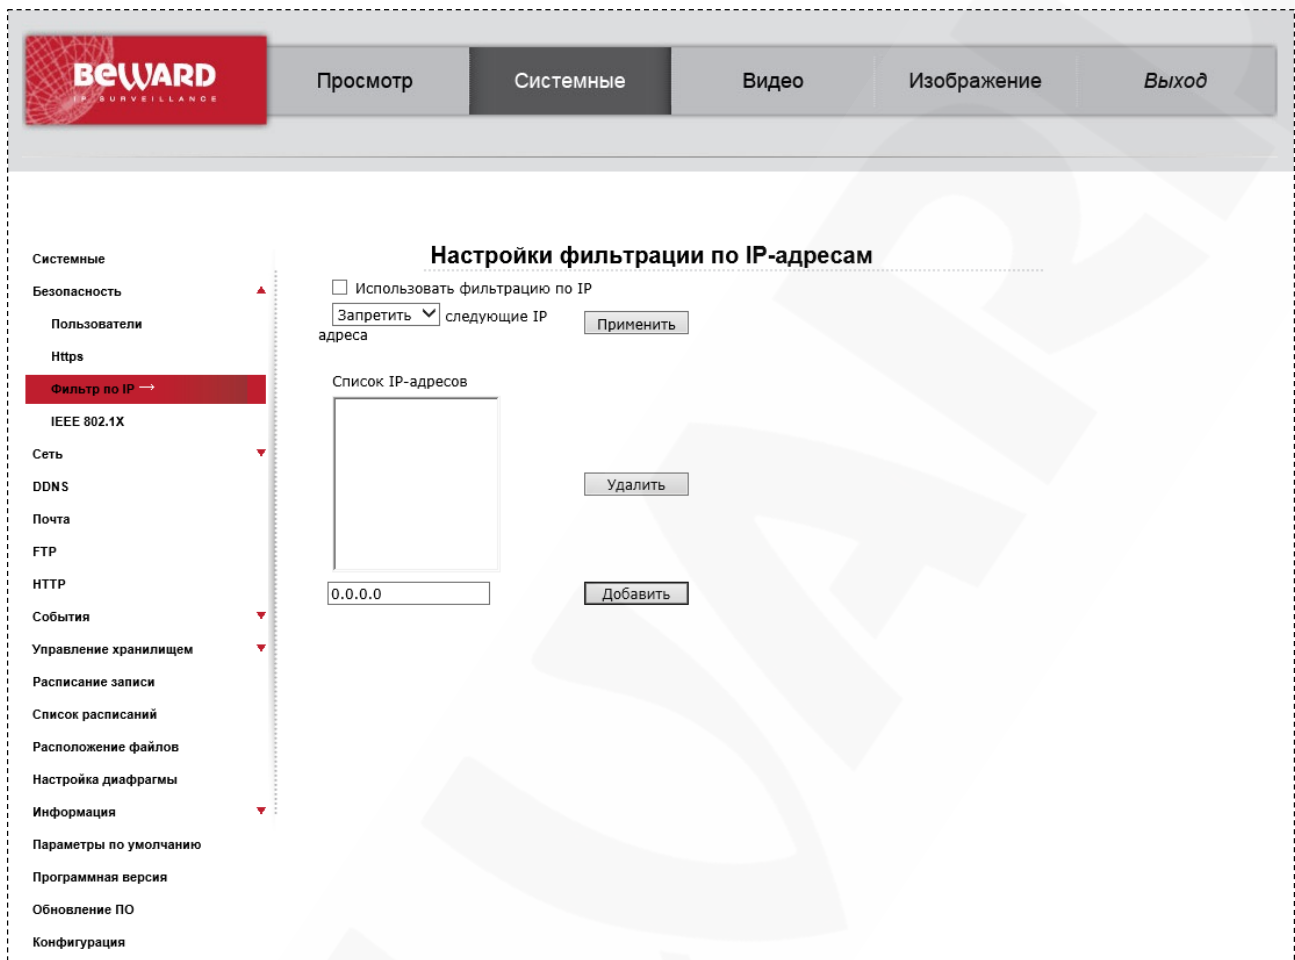 BEWARD
IP SURVEILLANCE
Просмотр
Системные
Видео
Изображение
Выход
Системные
Безопасность
Пользователи
Https
Фильтр по IP →
IEEE 802.1X
Сеть
DDNS
Почта
FTP
HTTP
События
Управление хранилищем
Расписание записи
Список расписаний
Расположение файлов
Настройка диафрагмы
Информация
Параметры по умолчанию
Программная версия
Обновление ПО
Конфигурация
Настройки фильтрации по IP-адресам
Использовать фильтрацию по IP
Запретить следующие IP
адреса
Применить
Список IP-адресов
Удалить
0.0.0.0
Добавить